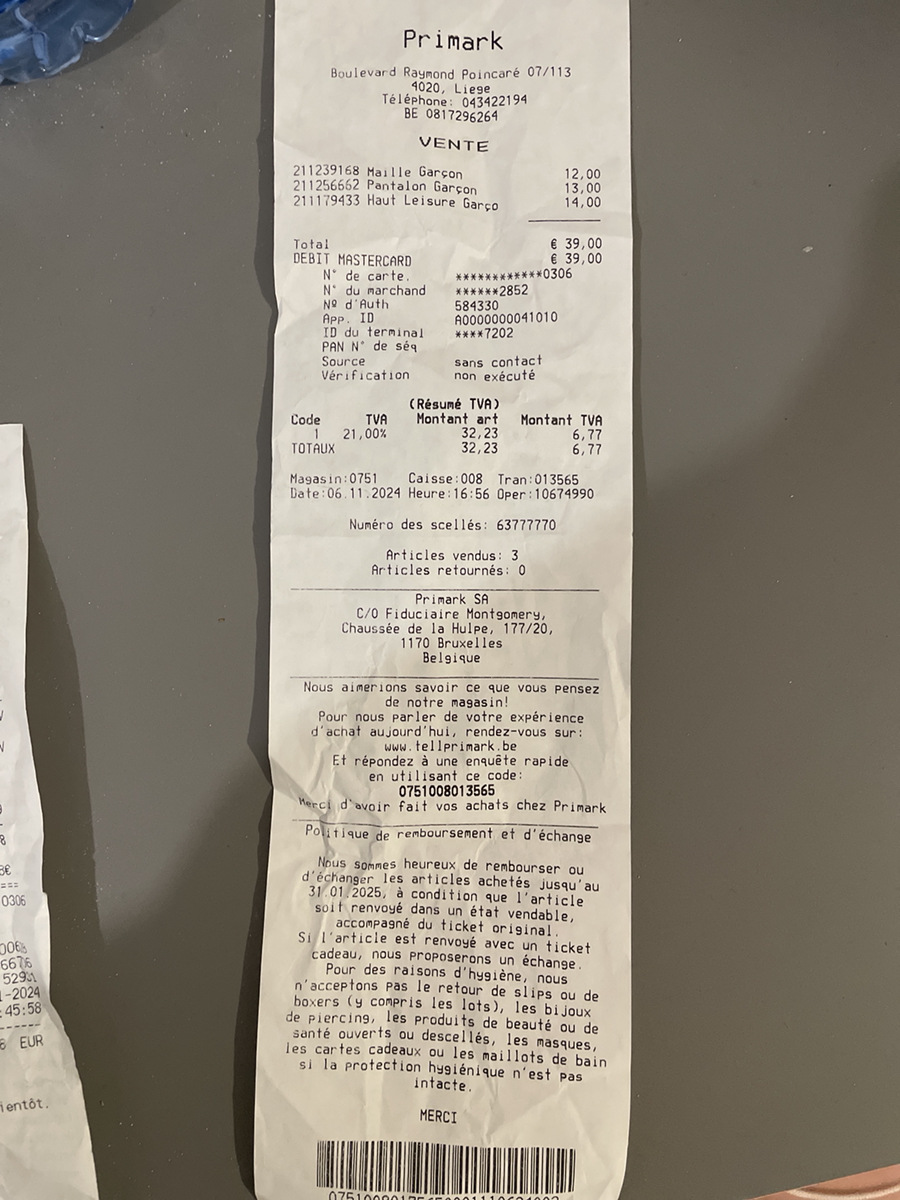 Primark
Boulevard Raymond Poincaré 07/113
4020, Liege
Téléphone: 043422194
BE 0817296264
VENTE
211239168 Maille Garçon 12,00
211256662 Pantalon Garçon 13,00
211179433 Haut Leisure Garço 14,00
Total € 39,00
DEBIT MASTERCARD € 39,00
N° de carte. ************0306
N° du marchand ******2852
Nº d'Auth 584330
App. ID A0000000041010
ID du terminal ****7202
PAN N° de séq
Source sans contact
Vérification non exécuté
(Résumé TVA)
Code TVA Montant art Montant TVA
1 21,00% 32,23 6,77
TOTAUX 32,23 6,77
Magasin:0751 Caisse:008 Tran:013565
Date:06.11.2024 Heure:16:56 Oper:10674990
Numéro des scellés: 63777770
Articles vendus: 3
Articles retournés: 0
Primark SA
C/O Fiduciaire Montgomery,
Chaussée de la Hulpe, 177/20,
1170 Bruxelles
Belgique
Nous aimerions savoir ce que vous pensez
de notre magasin!
Pour nous parler de votre expérience
d'achat aujourd'hui, rendez-vous sur:
www.tellprimark.be
Et répondez à une enquête rapide
en utilisant ce code:
0751008013565
Merci d'avoir fait vos achats chez Primark
Politique de remboursement et d'échange
Nous sommes heureux de rembourser ou
d'échanger les articles achetés jusqu'au
31.01.2025, à condition que l'article
soit renvoyé dans un état vendable,
accompagné du ticket original.
Si l'article est renvoyé avec un ticket
cadeau, nous proposerons un échange.
Pour des raisons d'hygiène, nous
n'acceptons pas le retour de slips ou de
boxers (y compris les lots), les bijoux
de piercing, les produits de beauté ou de
santé ouverts ou descellés, les masques,
les cartes cadeaux ou les maillots de bain
si la protection hygiénique n'est pas
intacte.
MERCI
8€
===
0306
-2024
:45:58
EUR
ientôt.